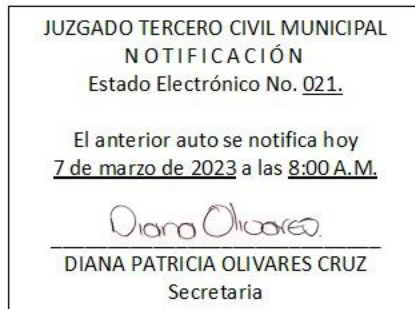 JUZGADO TERCERO CIVIL MUNICIPAL
NOTIFICACIÓN
Estado Electrónico No. 021.
El anterior auto se notifica hoy
7 de marzo de 2023 a las 8:00 A.M.
Diana Olivares.
DIANA PATRICIA OLIVARES CRUZ
Secretaria